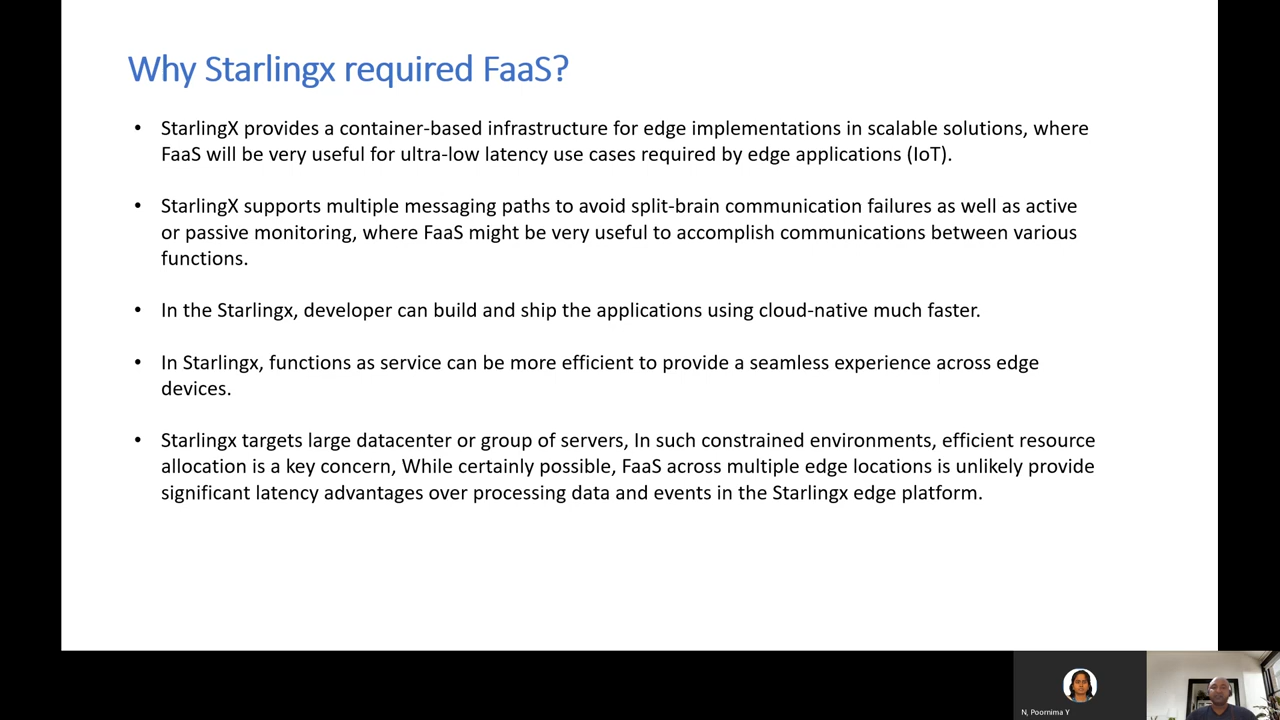 Why Starlingx required FaaS?
• StarlingX provides a container-based infrastructure for edge implementations in scalable solutions, where
FaaS will be very useful for ultra-low latency use cases required by edge applications (IoT).
• StarlingX supports multiple messaging paths to avoid split-brain communication failures as well as active
or passive monitoring, where FaaS might be very useful to accomplish communications between various
functions.
• In the Starlingx, developer can build and ship the applications using cloud-native much faster.
• In Starlingx, functions as service can be more efficient to provide a seamless experience across edge
devices.
• Starlingx targets large datacenter or group of servers, In such constrained environments, efficient resource
allocation is a key concern, While certainly possible, FaaS across multiple edge locations is unlikely provide
significant latency advantages over processing data and events in the Starlingx edge platform.
N, Poornima Y